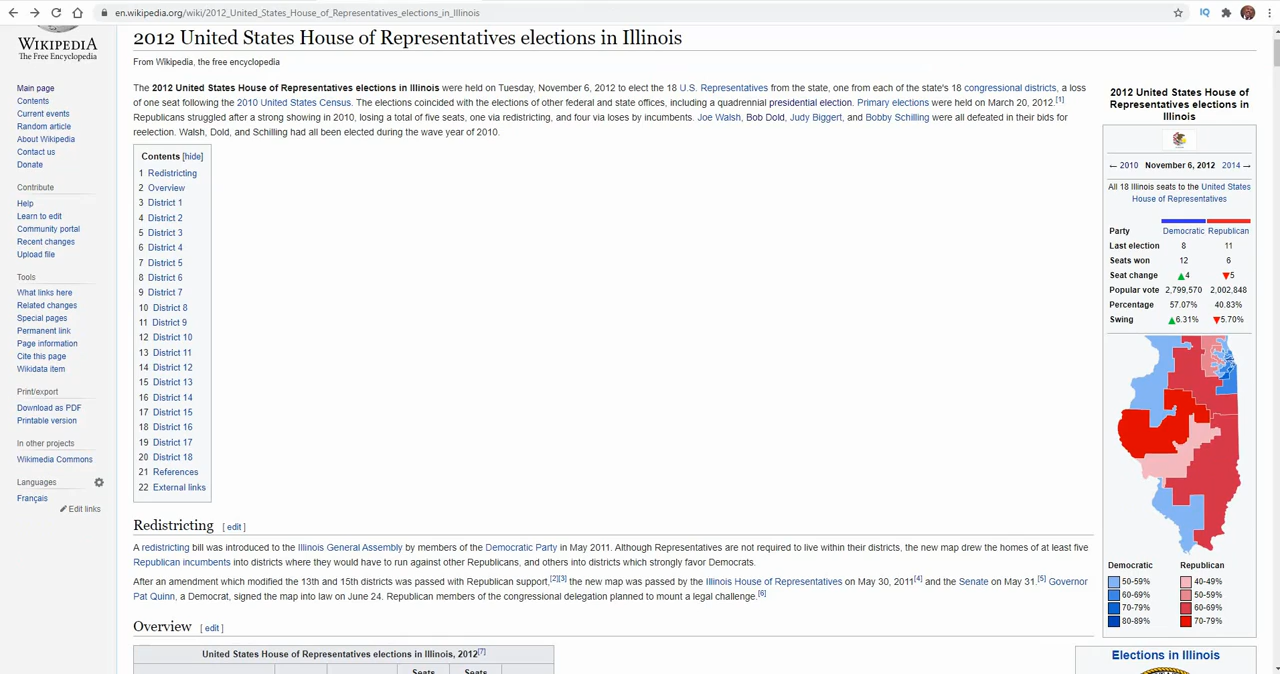 en.wikipedia.org/wiki/2012_United_States_House_of_Representatives_elections_in_Illinois
WIKIPEDIA
The Free Encyclopedia
Main page
Contents
Current events
Random article
About Wikipedia
Contact us
Donate
Contribute
Help
Learn to edit
Community portal
Recent changes
Upload file
Tools
What links here
Related changes
Special pages
Permanent link
Page information
Cite this page
Wikidata item
Print/export
Download as PDF
Printable version
In other projects
Wikimedia Commons
Languages
Français
Edit links
2012 United States House of Representatives elections in Illinois
From Wikipedia, the free encyclopedia
The 2012 United States House of Representatives elections in Illinois were held on Tuesday, November 6, 2012 to elect the 18 U.S. Representatives from the state, one from each of the state's 18 congressional districts, a loss
of one seat following the 2010 United States Census. The elections coincided with the elections of other federal and state offices, including a quadrennial presidential election. Primary elections were held on March 20, 2012.[1]
Republicans struggled after a strong showing in 2010, losing a total of five seats, one via redistricting, and four via loses by incumbents. Joe Walsh, Bob Dold, Judy Biggert, and Bobby Schilling were all defeated in their bids for
reelection. Walsh, Dold, and Schilling had all been elected during the wave year of 2010.
Contents [hide]
1 Redistricting
2 Overview
3 District 1
4 District 2
5 District 3
6 District 4
7 District 5
8 District 6
9 District 7
10 District 8
11 District 9
12 District 10
13 District 11
14 District 12
15 District 13
16 District 14
17 District 15
18 District 16
19 District 17
20 District 18
21 References
22 External links
Redistricting [ edit ]
A redistricting bill was introduced to the Illinois General Assembly by members of the Democratic Party in May 2011. Although Representatives are not required to live within their districts, the new map drew the homes of at least five
Republican incumbents into districts where they would have to run against other Republicans, and others into districts which strongly favor Democrats.
After an amendment which modified the 13th and 15th districts was passed with Republican support,[2][3] the new map was passed by the Illinois House of Representatives on May 30, 2011[4] and the Senate on May 31.[5] Governor
Pat Quinn, a Democrat, signed the map into law on June 24. Republican members of the congressional delegation planned to mount a legal challenge.[6]
Overview [ edit ]
United States House of Representatives elections in Illinois, 2012[7]
Seats Seats
2012 United States House of
Representatives elections in
Illinois
← 2010 November 6, 2012 2014 →
All 18 Illinois seats to the United States
House of Representatives
Party Democratic Republican
Last election 8 11
Seats won 12 6
Seat change ▲4 ▼5
Popular vote 2,799,570 2,002,848
Percentage 57.07% 40.83%
Swing ▲6.31% ▼5.70%
Democratic Republican
50-59% 40-49%
60-69% 50-59%
70-79% 60-69%
80-89% 70-79%
Elections in Illinois